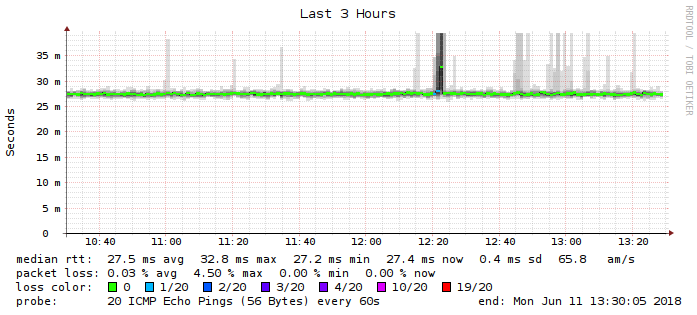 Last 3 Hours
RRDTOOL / TOBI OETIKER
Seconds
35 m
30 m
25 m
20 m
15 m
10 m
5 m
0
10:40 11:00 11:20 11:40 12:00 12:20 12:40 13:00 13:20
median rtt: 27.5 ms avg 32.8 ms max 27.2 ms min 27.4 ms now 0.4 ms sd 65.8 am/s
packet loss: 0.03 % avg 4.50 % max 0.00 % min 0.00 % now
loss color: 0 1/20 2/20 3/20 4/20 10/20 19/20
probe: 20 ICMP Echo Pings (56 Bytes) every 60s end: Mon Jun 11 13:30:05 2018